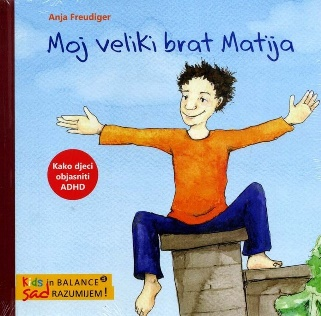 Anja Freudiger
Moj veliki brat Matija
Kako djeci
objasniti
ADHD
Kids in BALANCE
sad RAZUMIJEM!